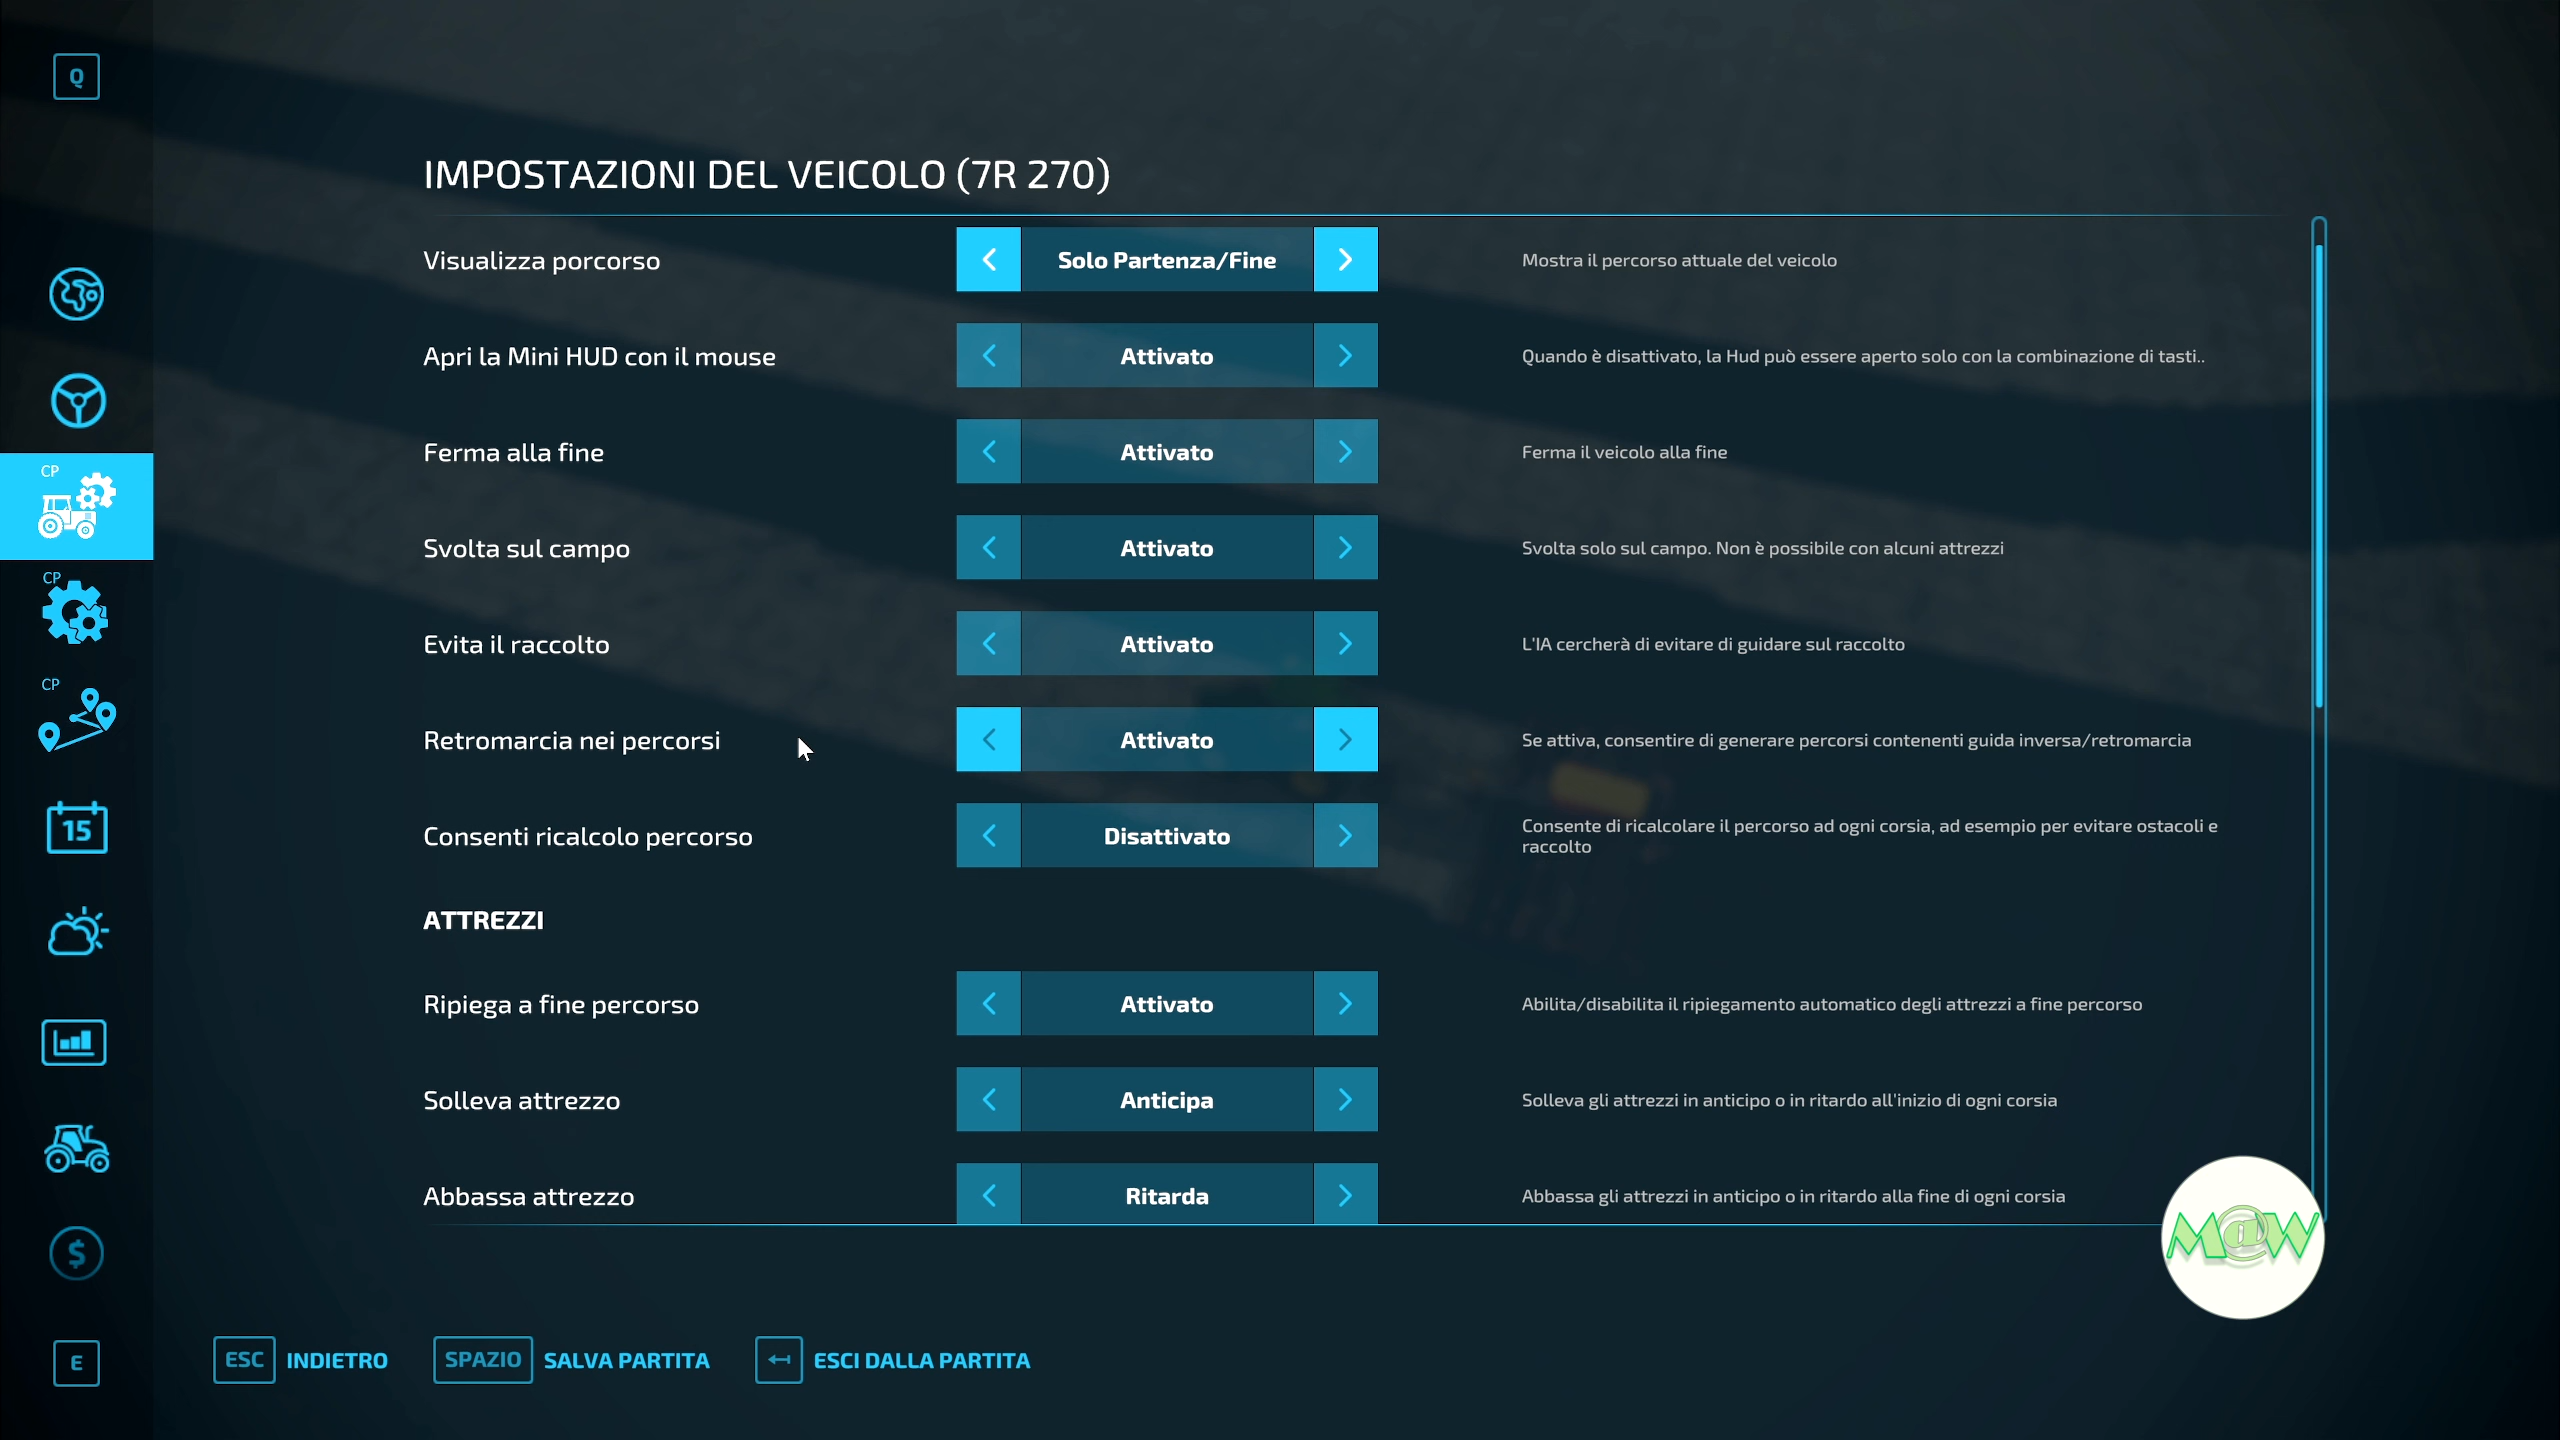 Q
IMPOSTAZIONI DEL VEICOLO (7R 270)
Visualizza porcorso
Solo Partenza/Fine
Mostra il percorso attuale del veicolo
Apri la Mini HUD con il mouse
Attivato
Quando è disattivato, la Hud può essere aperto solo con la combinazione di tasti..
Ferma alla fine
Attivato
Ferma il veicolo alla fine
CP
Svolta sul campo
Attivato
Svolta solo sul campo. Non è possibile con alcuni attrezzi
CP
Evita il raccolto
Attivato
L'IA cercherà di evitare di guidare sul raccolto
CP
Retromarcia nei percorsi
Attivato
Se attiva, consentire di generare percorsi contenenti guida inversa/retromarcia
15
Consenti ricalcolo percorso
Disattivato
Consente di ricalcolare il percorso ad ogni corsia, ad esempio per evitare ostacoli e
raccolto
ATTREZZI
Ripiega a fine percorso
Attivato
Abilita/disabilita il ripiegamento automatico degli attrezzi a fine percorso
Solleva attrezzo
Anticipa
Solleva gli attrezzi in anticipo o in ritardo all'inizio di ogni corsia
Abbassa attrezzo
Ritarda
Abbassa gli attrezzi in anticipo o in ritardo alla fine di ogni corsia
M@W
$
E
ESC INDIETRO
SPAZIO SALVA PARTITA
ESCI DALLA PARTITA